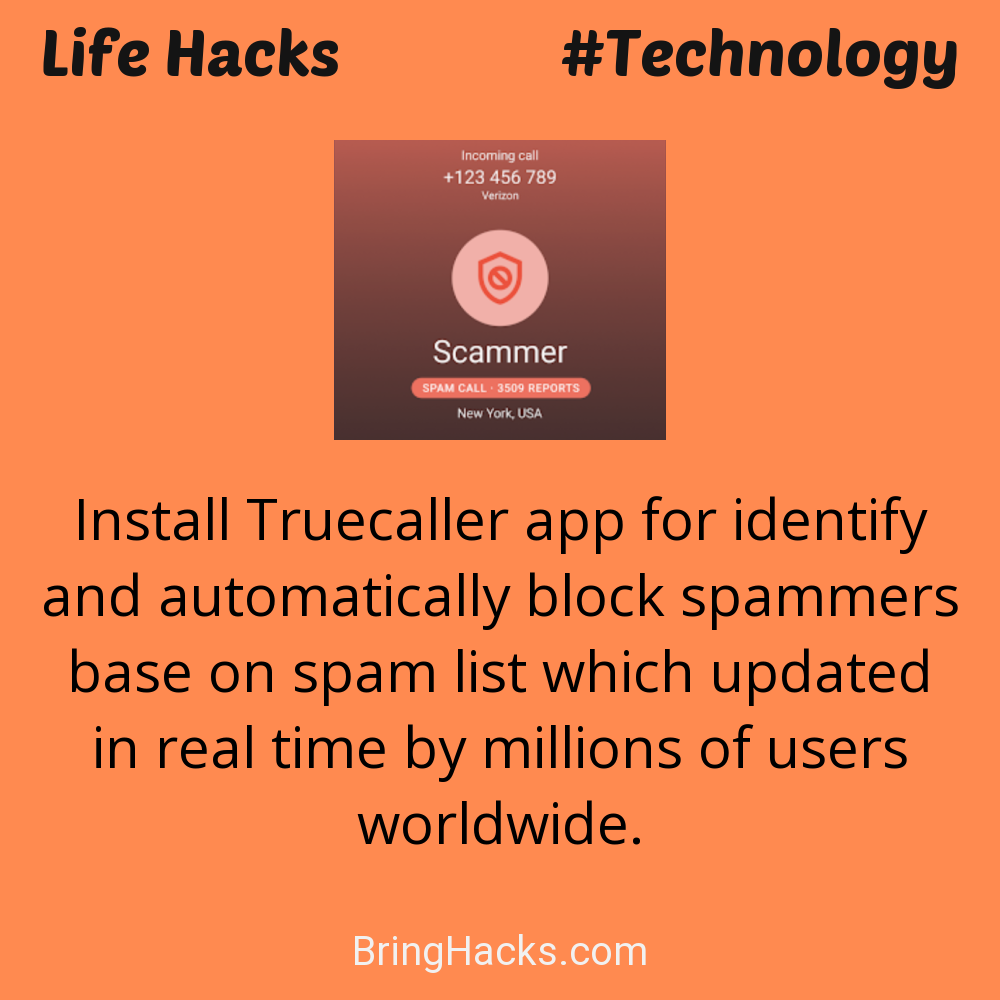 Life Hacks #Technology
Incoming call
+123 456 789
Verizon
Scammer
SPAM CALL · 3509 REPORTS
New York, USA
Install Truecaller app for identify
and automatically block spammers
base on spam list which updated
in real time by millions of users
worldwide.
BringHacks.com